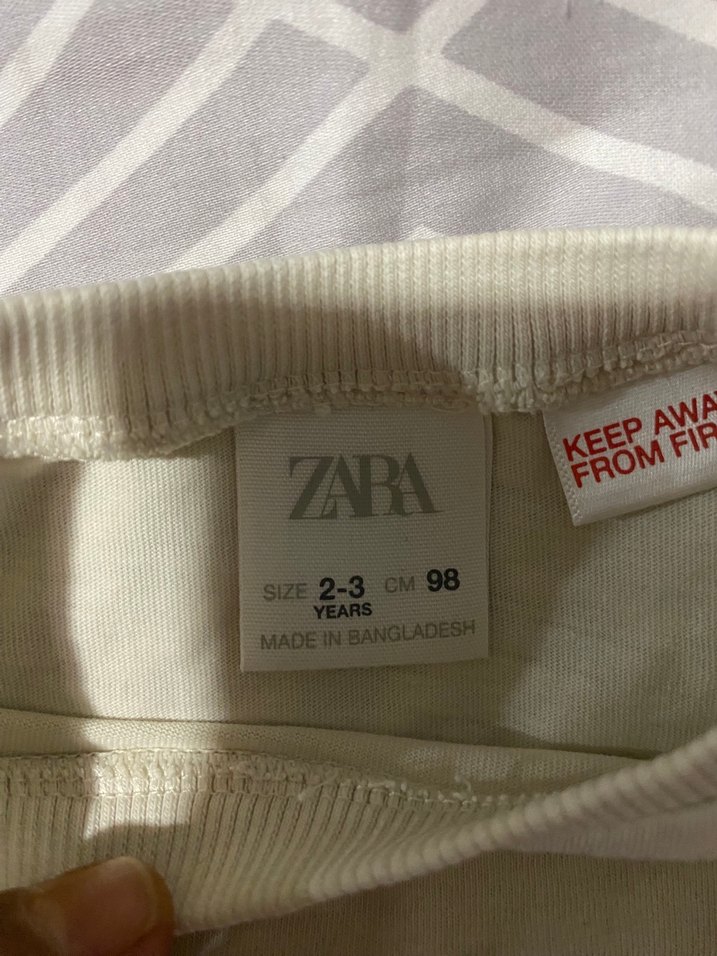 ZARA
SIZE 2-3 CM 98
YEARS
MADE IN BANGLADESH
KEEP
FROM